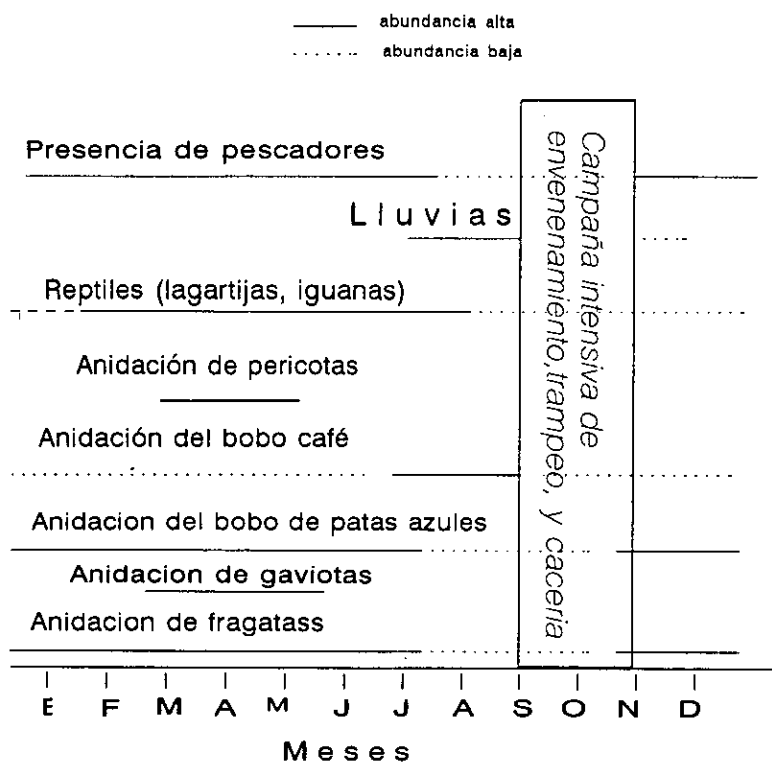 abundancia alta
abundancia baja
Presencia de pescadores
Lluvias
Reptiles (lagartijas, iguanas)
Anidación de pericotas
Anidación del bobo café
Anidacion del bobo de patas azules
Anidacion de gaviotas
Anidacion de fragatass
Campaña intensiva de
envenenamiento,trampeo, y caceria
E F M A M J J A S O N D
Meses